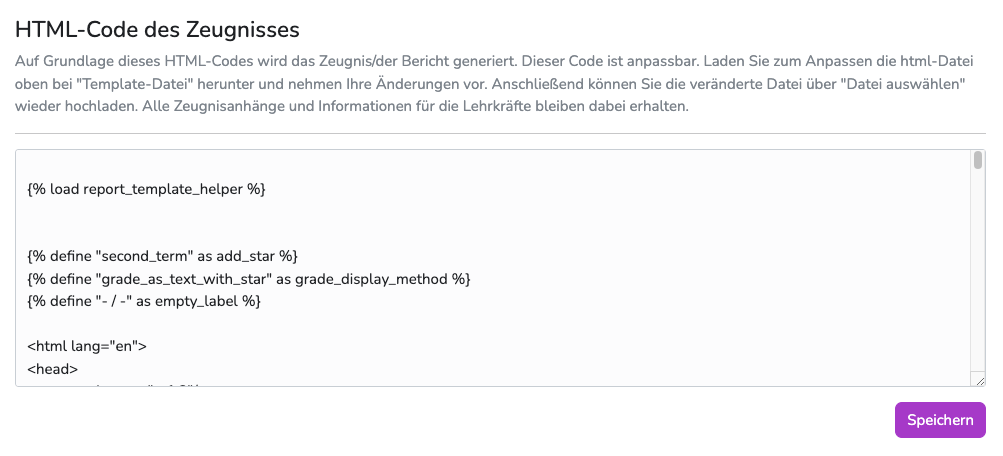 HTML-Code des Zeugnisses
Auf Grundlage dieses HTML-Codes wird das Zeugnis/der Bericht generiert. Dieser Code ist anpassbar. Laden Sie zum Anpassen die html-Datei
oben bei "Template-Datei" herunter und nehmen Ihre Änderungen vor. Anschließend können Sie die veränderte Datei über "Datei auswählen"
wieder hochladen. Alle Zeugnisanhänge und Informationen für die Lehrkräfte bleiben dabei erhalten.
{% load report_template_helper %}
{% define "second_term" as add_star %}
{% define "grade_as_text_with_star" as grade_display_method %}
{% define "- / -" as empty_label %}
<html lang="en">
<head>
Speichern